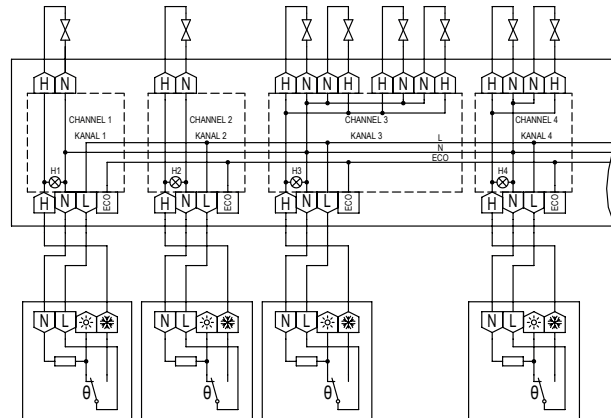 H N H N H N N H H N N H H N N H
CHANNEL 1 CHANNEL 2 CHANNEL 3 CHANNEL 4
KANAL 1 KANAL 2 KANAL 3 KANAL 4
L
N
ECO
H1 H2 H3 H4
H N L ECO H N L ECO H N L ECO H N L ECO
N L N L N L N L
θ θ θ θ